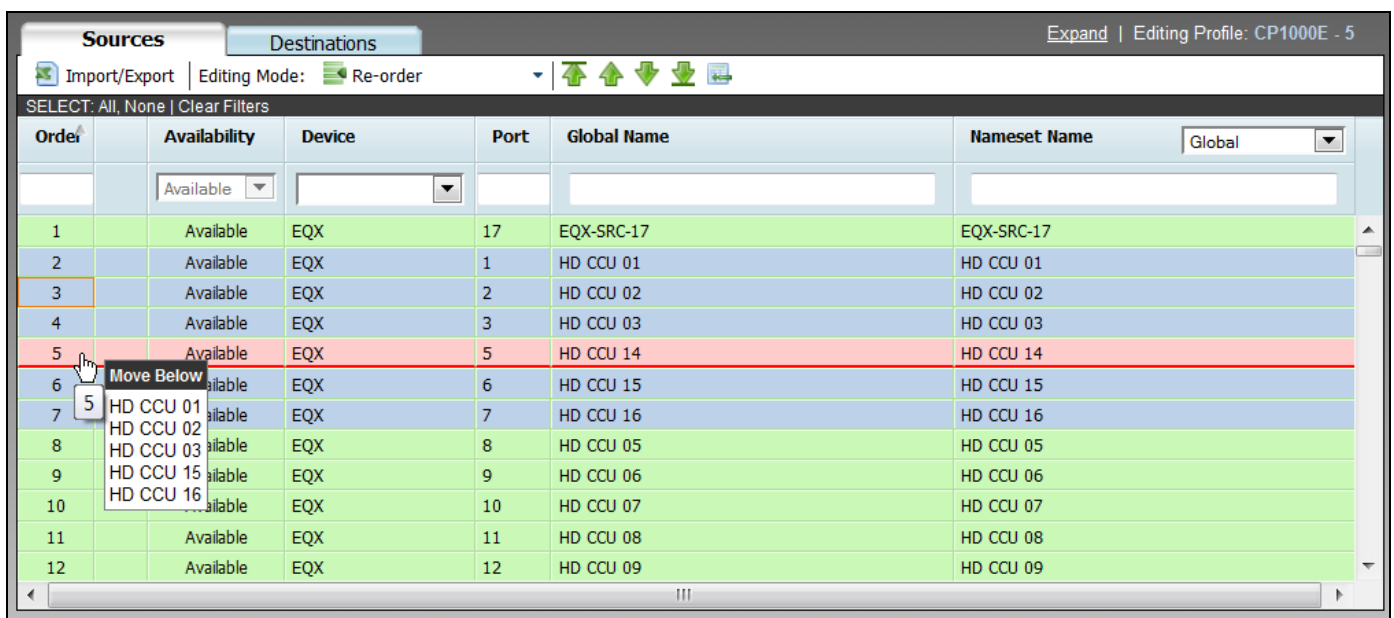 Sources Destinations Expand | Editing Profile: CP1000E - 5
Import/Export Editing Mode: Re-order
SELECT: All, None | Clear Filters
Order Availability Device Port Global Name Nameset Name Global
Available
1 Available EQX 17 EQX-SRC-17 EQX-SRC-17
2 Available EQX 1 HD CCU 01 HD CCU 01
3 Available EQX 2 HD CCU 02 HD CCU 02
4 Available EQX 3 HD CCU 03 HD CCU 03
5 Available EQX 5 HD CCU 14 HD CCU 14
6 ailable EQX 6 HD CCU 15 HD CCU 15
7 ailable EQX 7 HD CCU 16 HD CCU 16
8 ailable EQX 8 HD CCU 05 HD CCU 05
9 ailable EQX 9 HD CCU 06 HD CCU 06
10 ailable EQX 10 HD CCU 07 HD CCU 07
11 Available EQX 11 HD CCU 08 HD CCU 08
12 Available EQX 12 HD CCU 09 HD CCU 09
Move Below
5
HD CCU 01
HD CCU 02
HD CCU 03
HD CCU 15
HD CCU 16